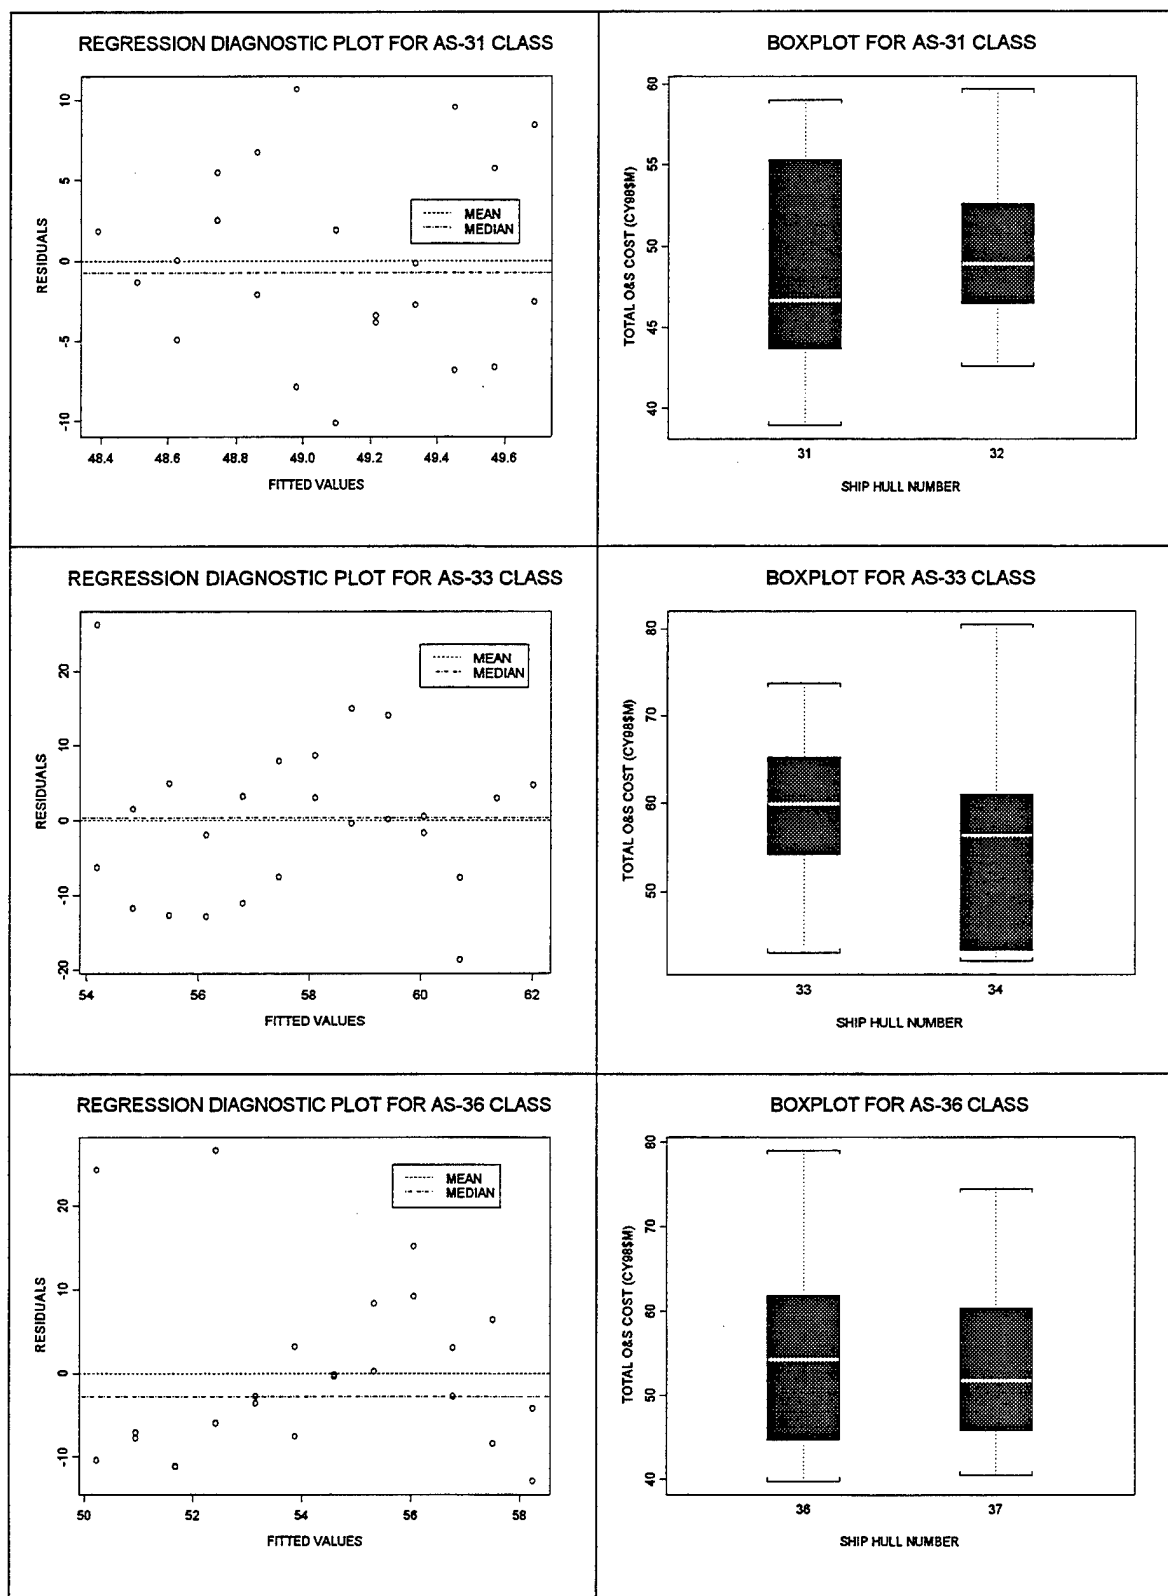 REGRESSION DIAGNOSTIC PLOT FOR AS-31 CLASS
RESIDUALS
10
5
0
-5
-10
MEAN
MEDIAN
48.4 48.6 48.8 49.0 49.2 49.4 49.6
FITTED VALUES
BOXPLOT FOR AS-31 CLASS
TOTAL O&S COST (CY98$M)
60
55
50
45
40
31 32
SHIP HULL NUMBER
REGRESSION DIAGNOSTIC PLOT FOR AS-33 CLASS
RESIDUALS
20
10
0
-10
-20
MEAN
MEDIAN
54 56 58 60 62
FITTED VALUES
BOXPLOT FOR AS-33 CLASS
TOTAL O&S COST (CY98$M)
80
70
60
50
33 34
SHIP HULL NUMBER
REGRESSION DIAGNOSTIC PLOT FOR AS-36 CLASS
RESIDUALS
20
10
0
-10
MEAN
MEDIAN
50 52 54 56 58
FITTED VALUES
BOXPLOT FOR AS-36 CLASS
TOTAL O&S COST (CY98$M)
80
70
60
50
40
36 37
SHIP HULL NUMBER